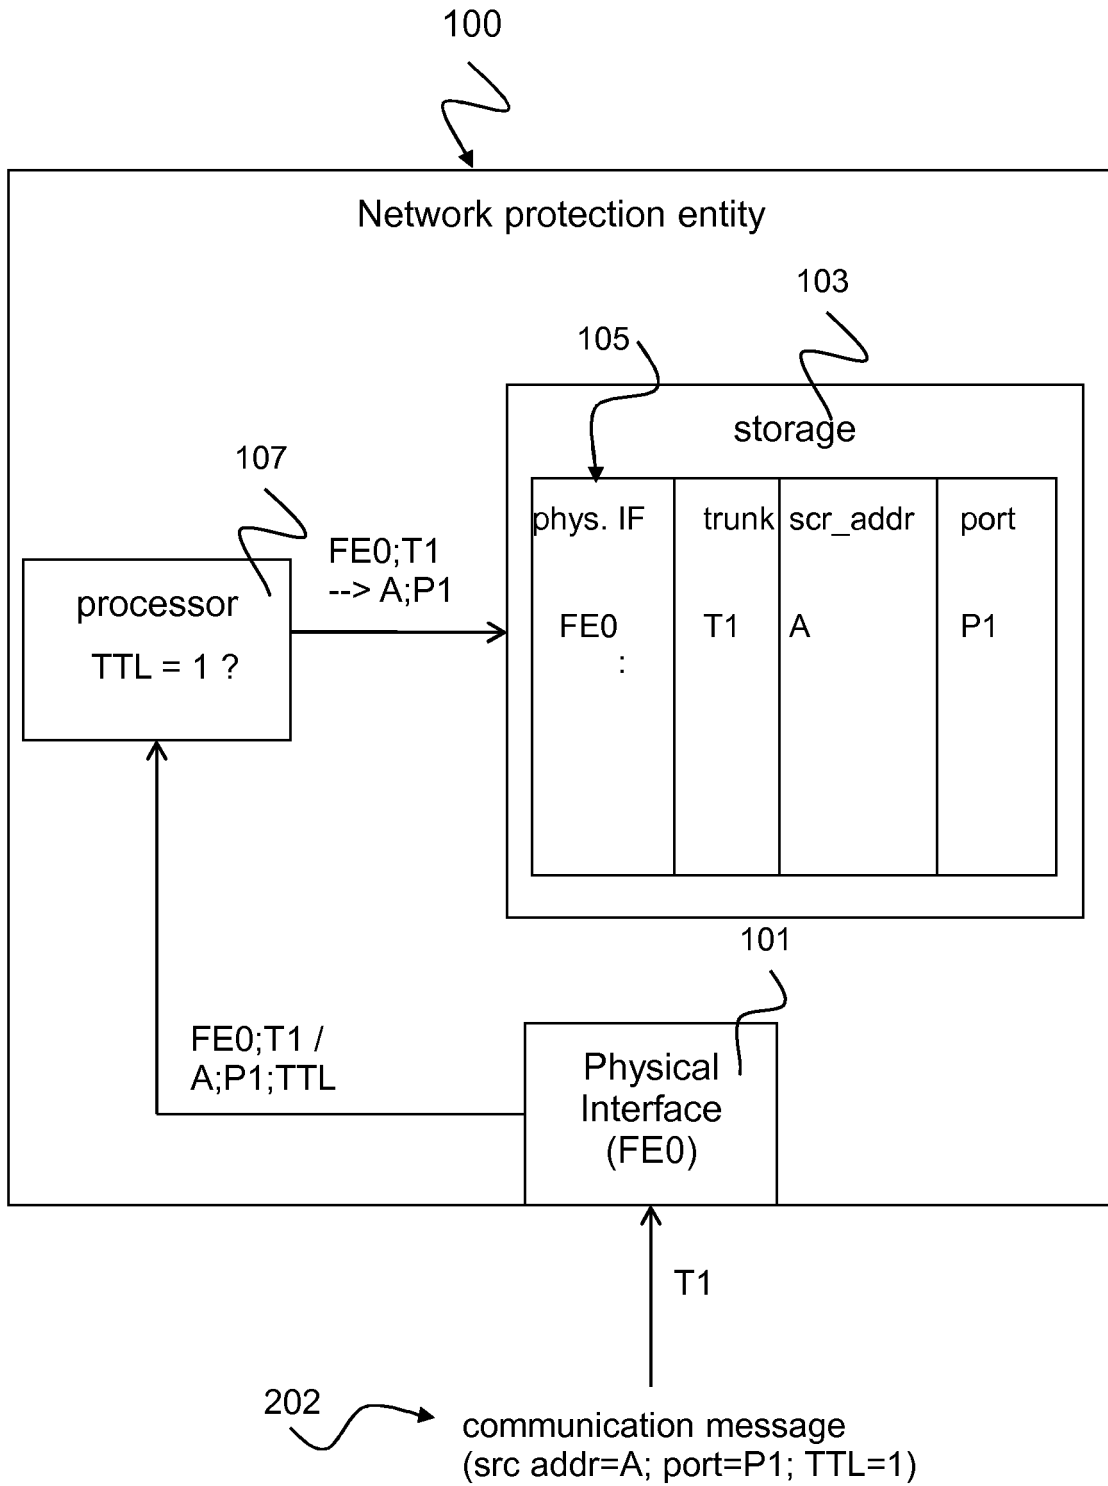 100
Network protection entity
103
105
storage
107
phys. IF trunk scr_addr port
FE0;T1
--> A;P1
processor
TTL = 1 ?
FE0 T1 A P1
:
101
FE0;T1 /
A;P1;TTL
Physical
Interface
(FE0)
T1
202
communication message
(src addr=A; port=P1; TTL=1)